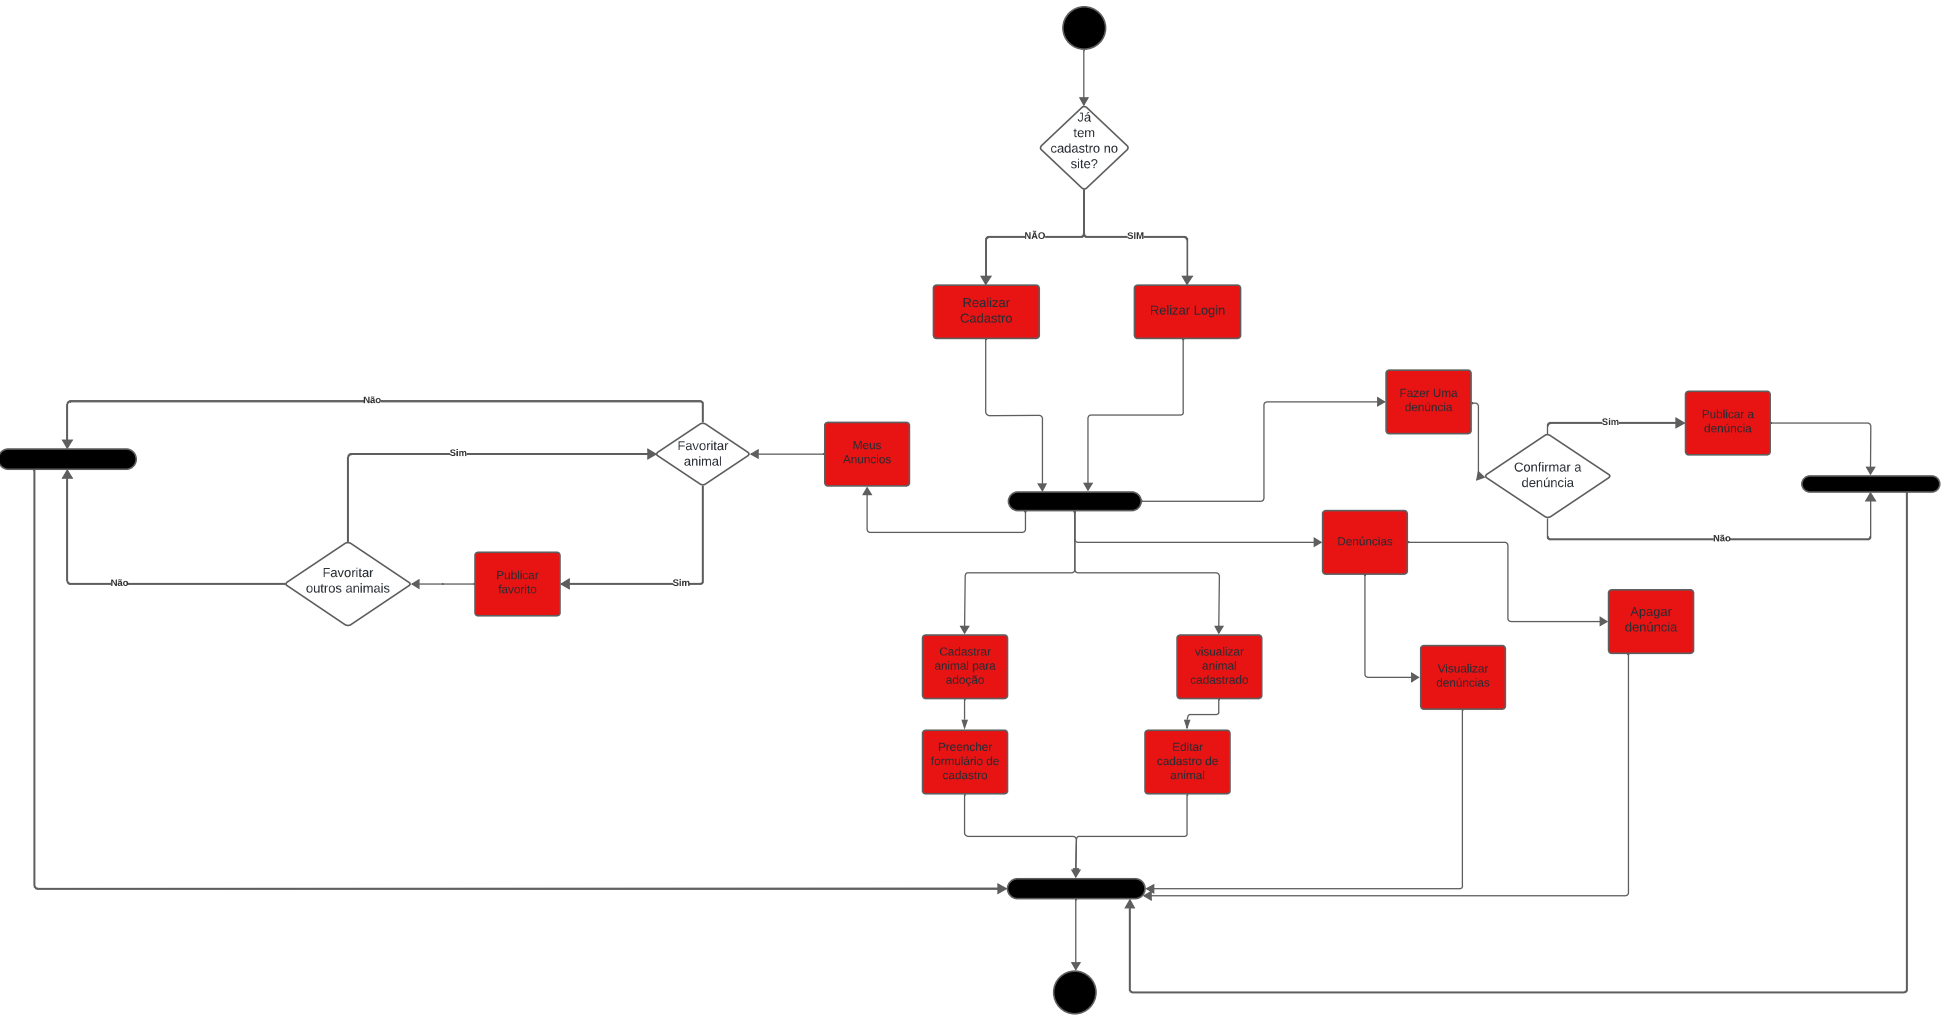 Já
tem
cadastro no
site?
NÃO
SIM
Realizar
Cadastro
Relizar Login
Fazer Uma
denúncia
Não
Sim
Publicar a
denúncia
Favoritar
animal
Meus
Anuncios
Sim
Confirmar a
denúncia
Não
Denúncias
Favoritar
outros animais
Não
Publicar
favorito
Sim
Apagar
denúncia
Cadastrar
animal para
adoção
visualizar
animal
cadastrado
Visualizar
denúncias
Preencher
formulário de
cadastro
Editar
cadastro de
animal